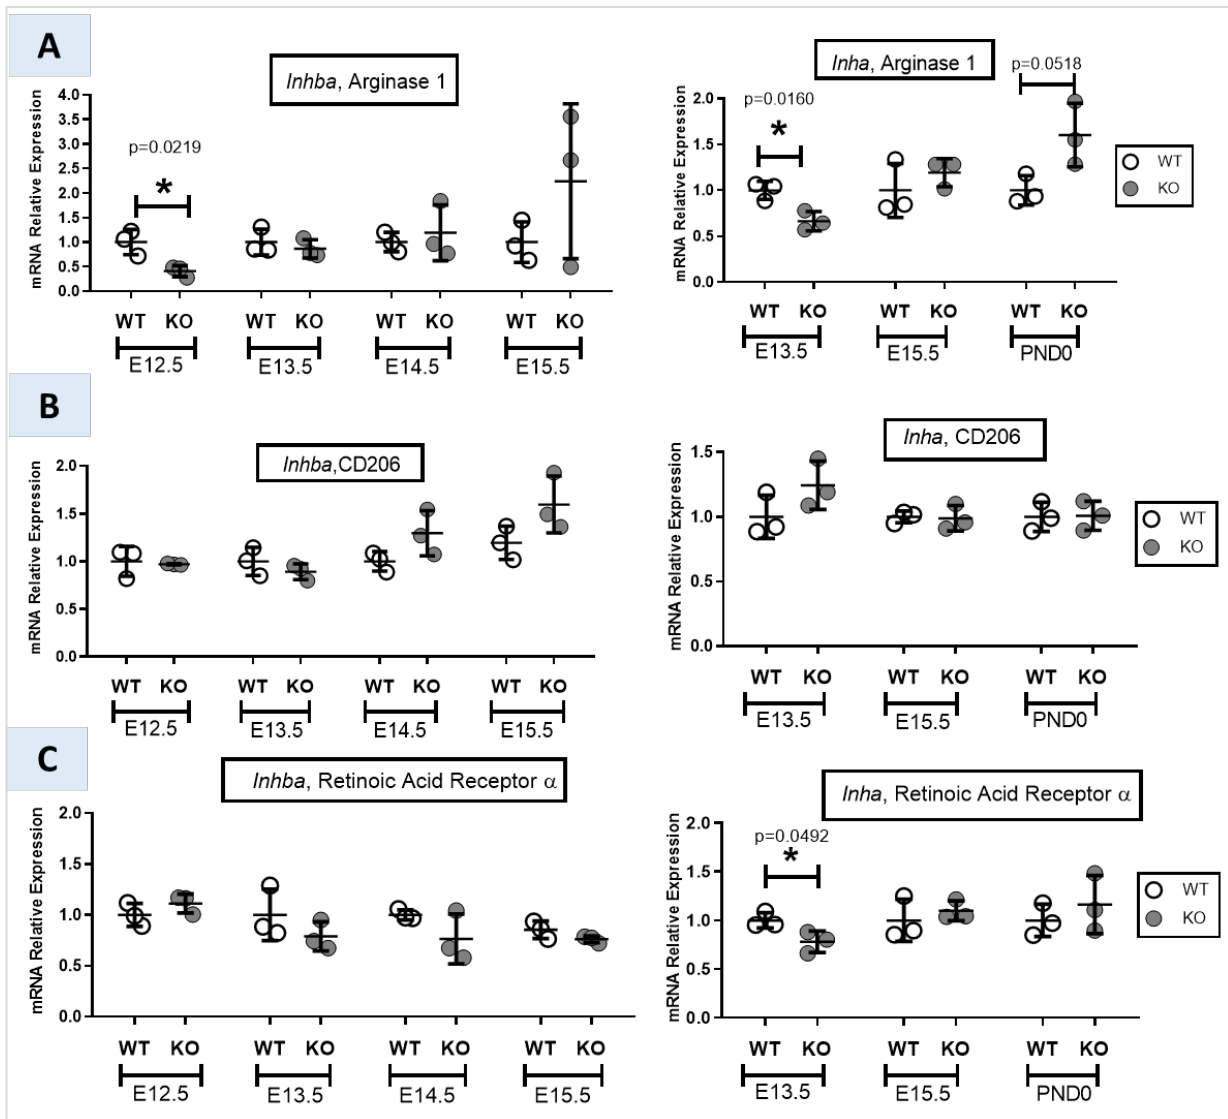 A
Inhba, Arginase 1
mRNA Relative Expression
4.0
3.5
3.0
2.5
2.0
1.5
1.0
0.5
0.0
p=0.0219
*
WT KO WT KO WT KO WT KO
E12.5 E13.5 E14.5 E15.5
Inha, Arginase 1
mRNA Relative Expression
2.0
1.5
1.0
0.5
0.0
p=0.0160
*
p=0.0518
WT KO WT KO WT KO
E13.5 E15.5 PND0
WT
KO
B
Inhba,CD206
mRNA Relative Expression
2.0
1.5
1.0
0.5
0.0
WT KO WT KO WT KO WT KO
E12.5 E13.5 E14.5 E15.5
Inha, CD206
mRNA Relative Expression
1.5
1.0
0.5
0.0
WT KO WT KO WT KO
E13.5 E15.5 PND0
WT
KO
C
Inhba, Retinoic Acid Receptor α
mRNA Relative Expression
2.0
1.5
1.0
0.5
0.0
WT KO WT KO WT KO WT KO
E12.5 E13.5 E14.5 E15.5
Inha, Retinoic Acid Receptor α
mRNA Relative Expression
2.0
1.5
1.0
0.5
0.0
p=0.0492
*
WT KO WT KO WT KO
E13.5 E15.5 PND0
WT
KO